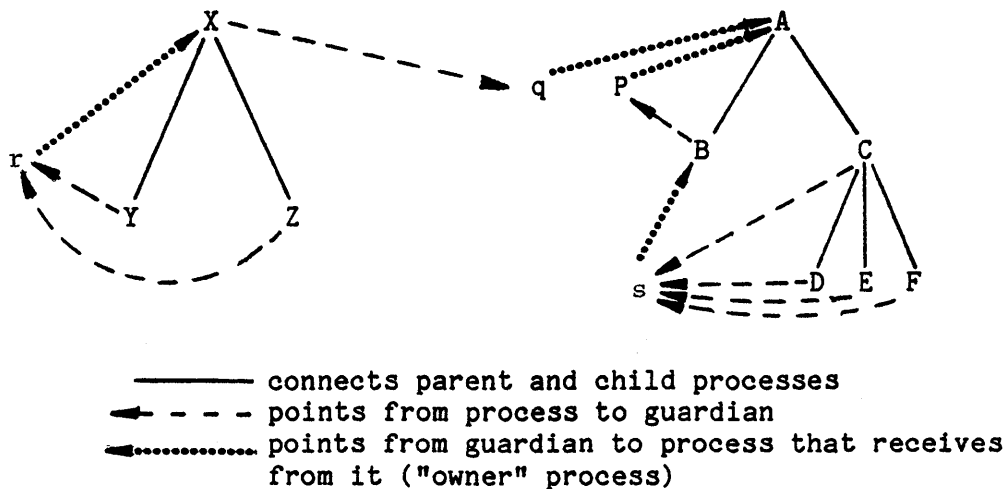 X
A
q
P
r
B
C
Y
Z
s
D
E
F
connects parent and child processes
points from process to guardian
points from guardian to process that receives
from it ("owner" process)